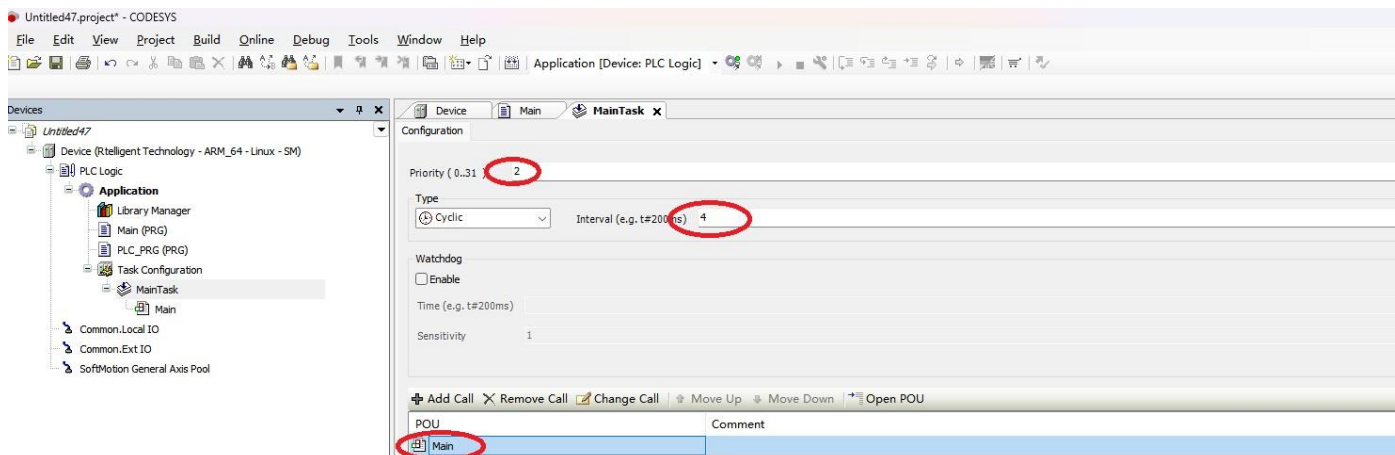 Untitled47.project* - CODESYS
File Edit View Project Build Online Debug Tools Window Help
Application [Device: PLC Logic]
Devices
Untitled47
Device (Rtelligent Technology - ARM_64 - Linux - SM)
PLC Logic
Application
Library Manager
Main (PRG)
PLC_PRG (PRG)
Task Configuration
MainTask
Main
Common.Local IO
Common.Ext IO
SoftMotion General Axis Pool
Device Main MainTask
Configuration
Priority ( 0..31 ) 2
Type
Cyclic Interval (e.g. t#200ms) 4
Watchdog
Enable
Time (e.g. t#200ms)
Sensitivity 1
Add Call Remove Call Change Call Move Up Move Down Open POU
POU Comment
Main